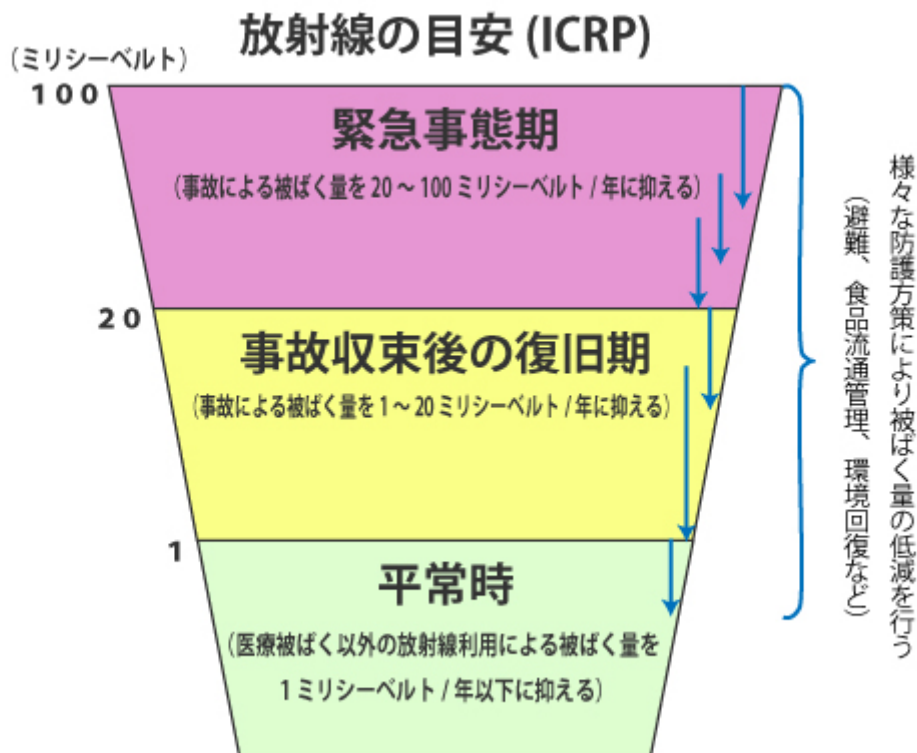 放射線の目安 (ICRP)
（ミリシーベルト）
100
緊急事態期
（事故による被ばく量を 20 ～ 100 ミリシーベルト / 年に抑える）
20
事故収束後の復旧期
（事故による被ばく量を 1 ～ 20 ミリシーベルト / 年に抑える）
1
平常時
（医療被ばく以外の放射線利用による被ばく量を
1 ミリシーベルト / 年以下に抑える）
様々な防護方策により被ばく量の低減を行う
（避難、食品流通管理、環境回復など）